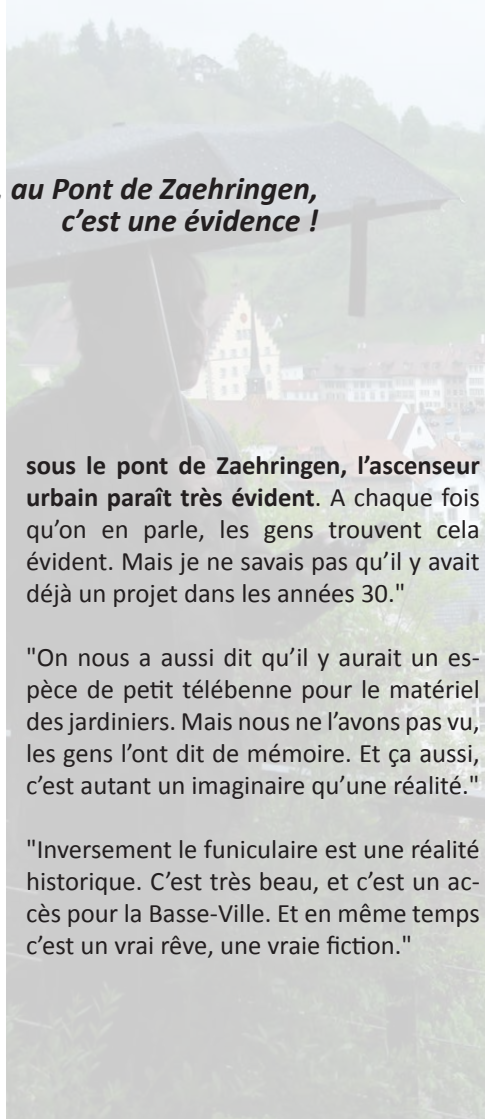 au Pont de Zaehringen,
c'est une évidence !
sous le pont de Zaehringen, l'ascenseur
urbain paraît très évident. A chaque fois
qu'on en parle, les gens trouvent cela
évident. Mais je ne savais pas qu'il y avait
déjà un projet dans les années 30."
"On nous a aussi dit qu'il y aurait un es-
pèce de petit télébenne pour le matériel
des jardiniers. Mais nous ne l'avons pas vu,
les gens l'ont dit de mémoire. Et ça aussi,
c'est autant un imaginaire qu'une réalité."
"Inversement le funiculaire est une réalité
historique. C'est très beau, et c'est un ac-
cès pour la Basse-Ville. Et en même temps
c'est un vrai rêve, une vraie fiction."